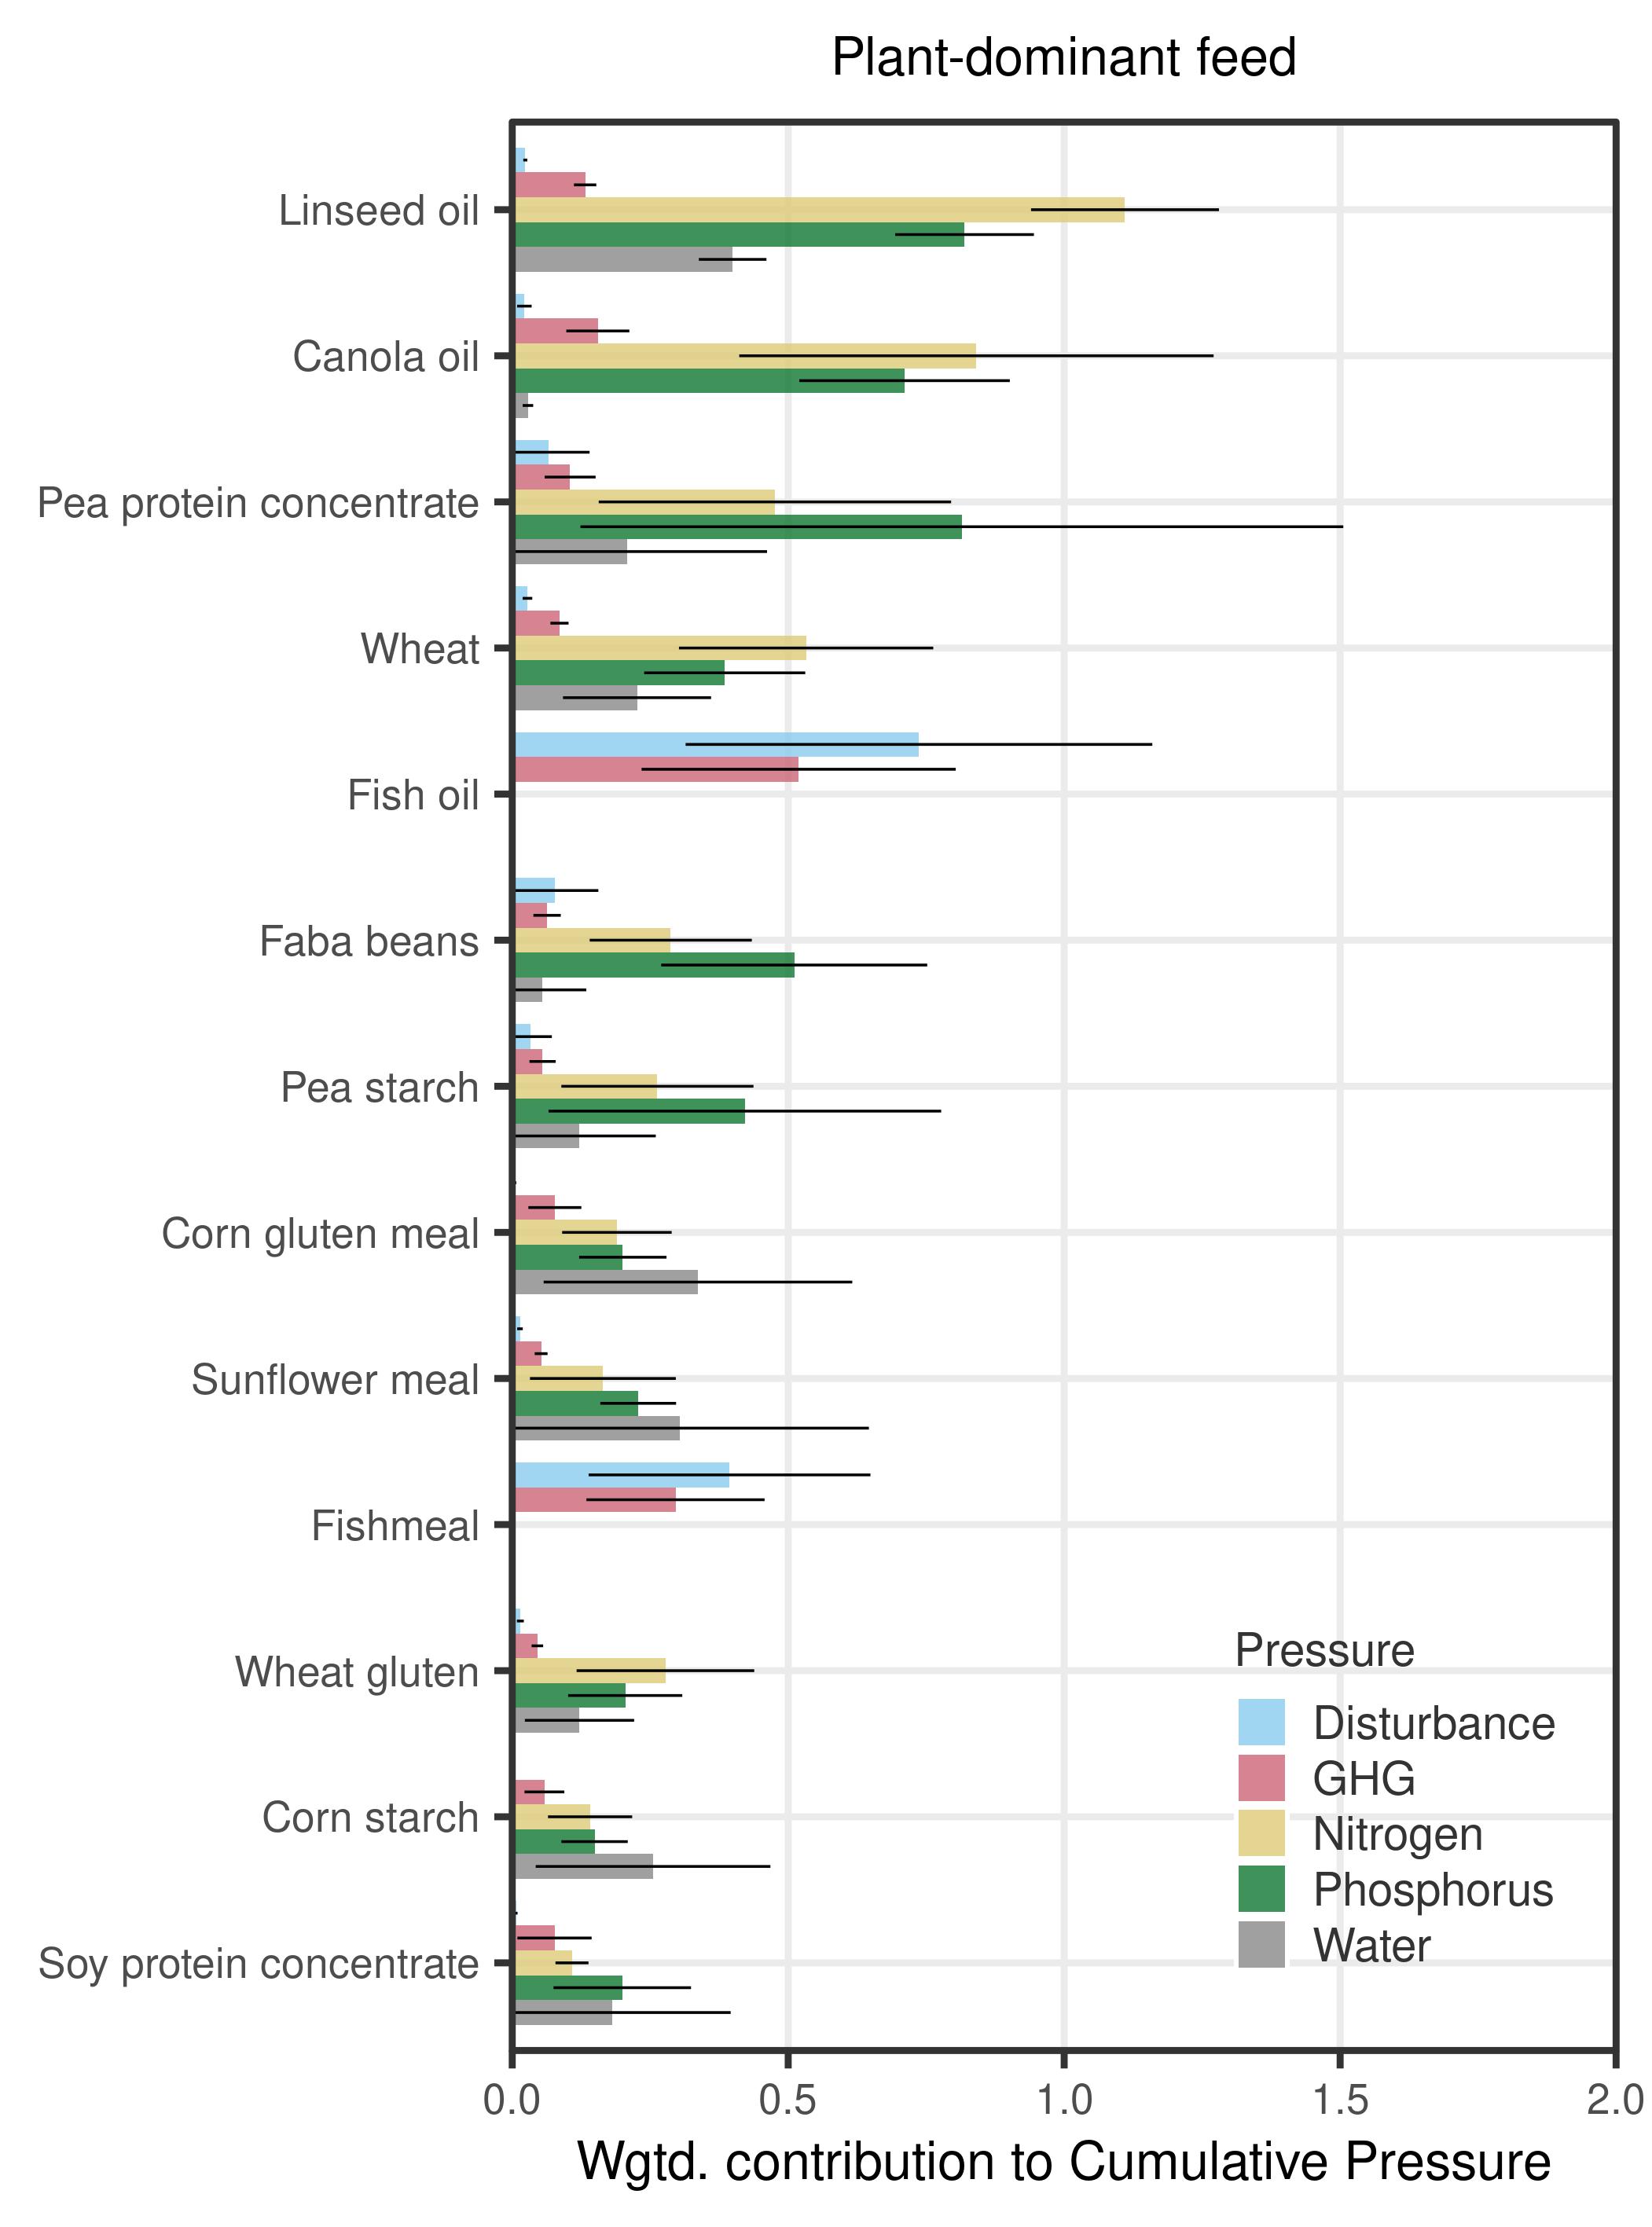 Plant-dominant feed
Linseed oil
Canola oil
Pea protein concentrate
Wheat
Fish oil
Faba beans
Pea starch
Corn gluten meal
Sunflower meal
Fishmeal
Wheat gluten
Corn starch
Soy protein concentrate
Pressure
Disturbance
GHG
Nitrogen
Phosphorus
Water
0.0 0.5 1.0 1.5 2.0
Wgtd. contribution to Cumulative Pressure